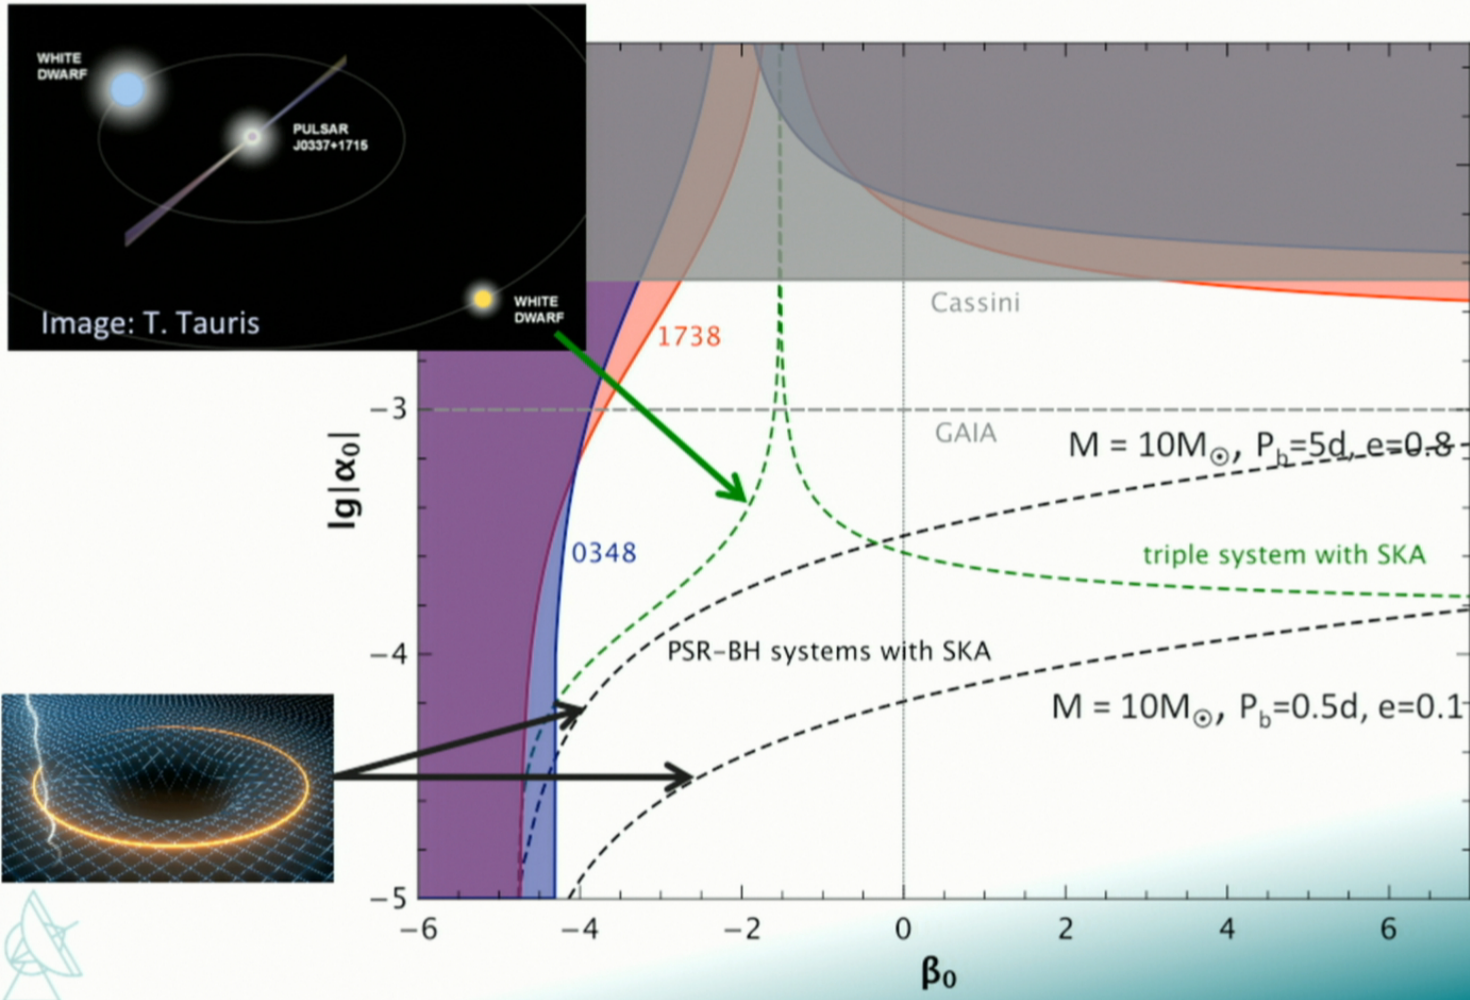 WHITE
DWARF
PULSAR
J0337+1715
WHITE
DWARF
Image: T. Tauris
Cassini
1738
−3
GAIA
M = 10M☉, Pb=5d, e=0.8
lg|α0|
0348
triple system with SKA
−4
PSR−BH systems with SKA
M = 10M☉, Pb=0.5d, e=0.1
−5
−6 −4 −2 0 2 4 6
β0